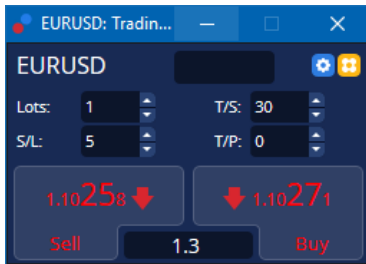 EURUSD: Tradin...
EURUSD
Lots: 1 T/S: 30
S/L: 5 T/P: 0
1.10258 1.10271
Sell 1.3 Buy